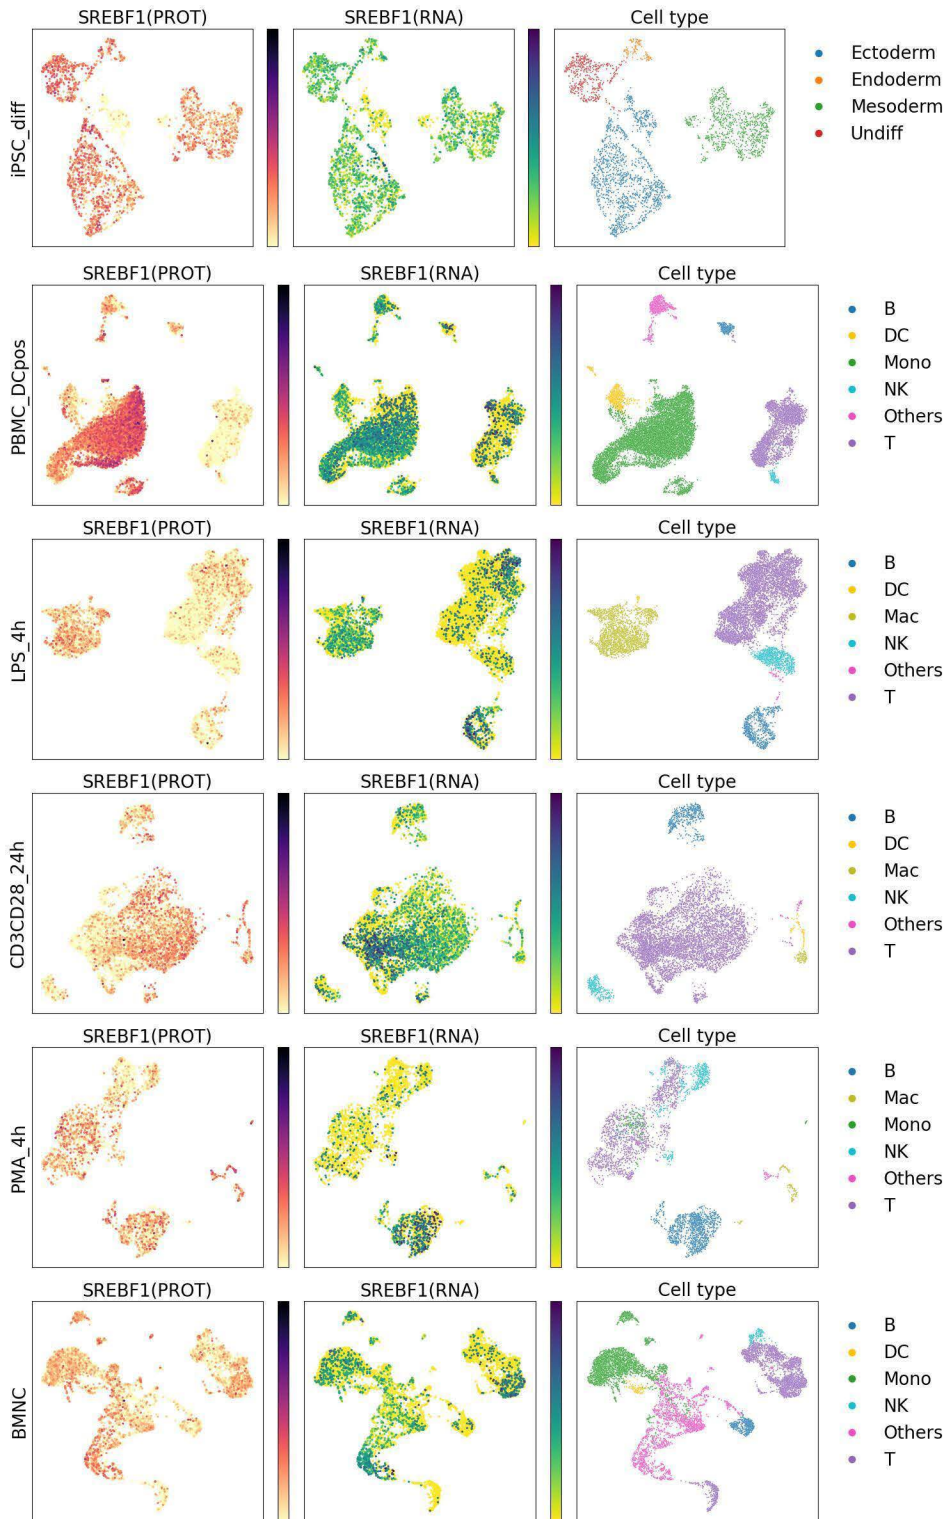 SREBF1(PROT) SREBF1(RNA) Cell type
iPSC_diff
Ectoderm
Endoderm
Mesoderm
Undiff
SREBF1(PROT) SREBF1(RNA) Cell type
PBMC_DCpos
B
DC
Mono
NK
Others
T
SREBF1(PROT) SREBF1(RNA) Cell type
LPS_4h
B
DC
Mac
NK
Others
T
SREBF1(PROT) SREBF1(RNA) Cell type
CD3CD28_24h
B
DC
Mac
NK
Others
T
SREBF1(PROT) SREBF1(RNA) Cell type
PMA_4h
B
Mac
Mono
NK
Others
T
SREBF1(PROT) SREBF1(RNA) Cell type
BMNC
B
DC
Mono
NK
Others
T